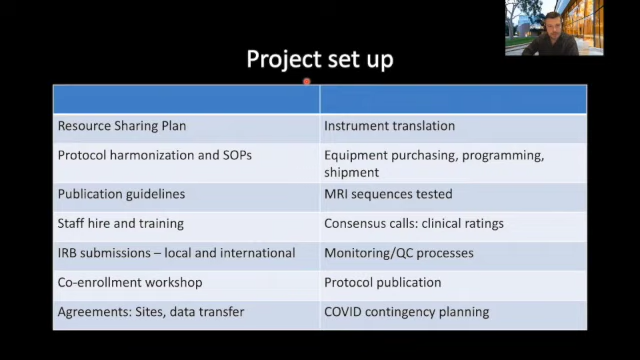 Project set up
Resource Sharing Plan
Instrument translation
Protocol harmonization and SOPs
Equipment purchasing, programming,
shipment
Publication guidelines
MRI sequences tested
Staff hire and training
Consensus calls: clinical ratings
IRB submissions – local and international
Monitoring/QC processes
Co-enrollment workshop
Protocol publication
Agreements: Sites, data transfer
COVID contingency planning